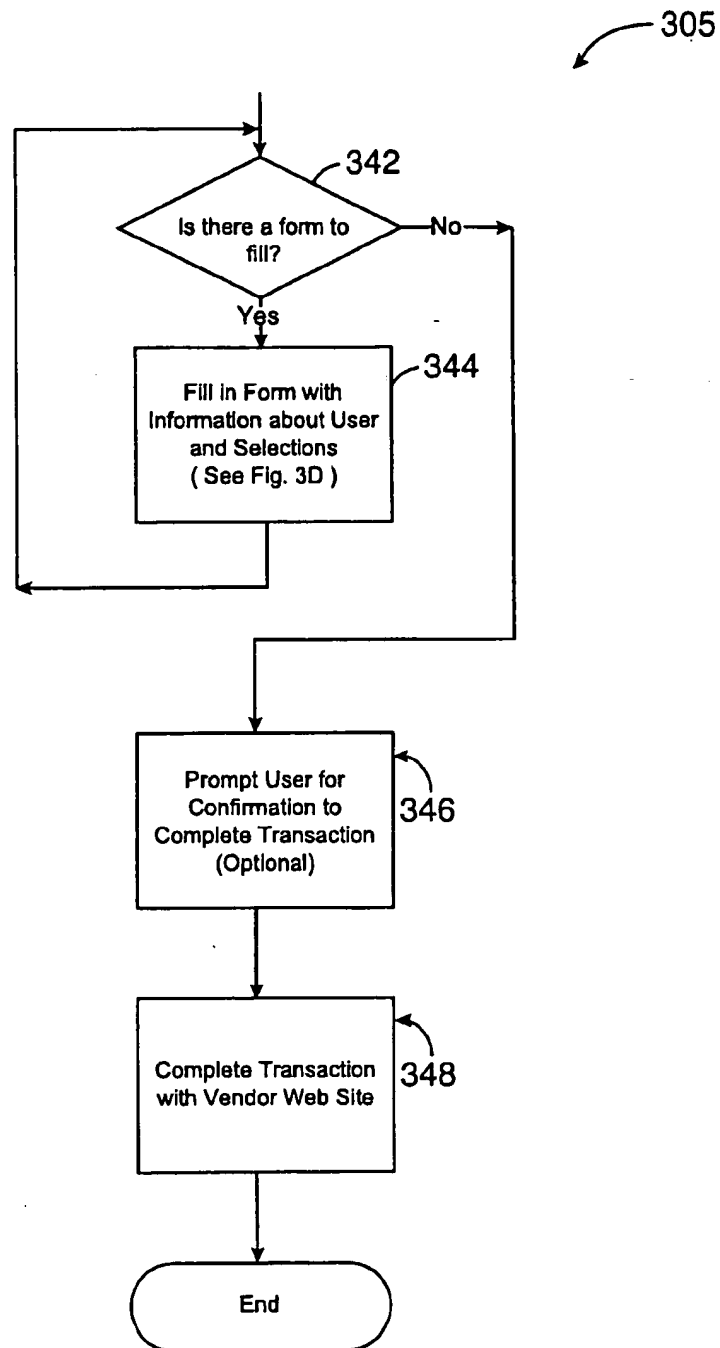 305
342
Is there a form to
fill?
No
Yes
344
Fill in Form with
Information about User
and Selections
( See Fig. 3D )
Prompt User for
Confirmation to
Complete Transaction
(Optional)
346
Complete Transaction
with Vendor Web Site
348
End